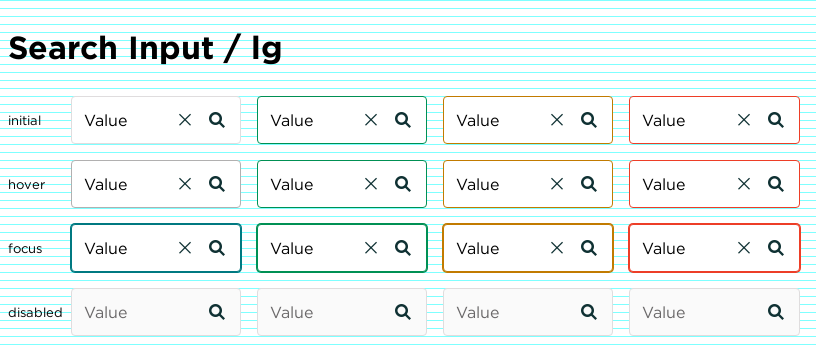 Search Input / lg
initial Value Value Value Value
hover Value Value Value Value
focus Value Value Value Value
disabled Value Value Value Value